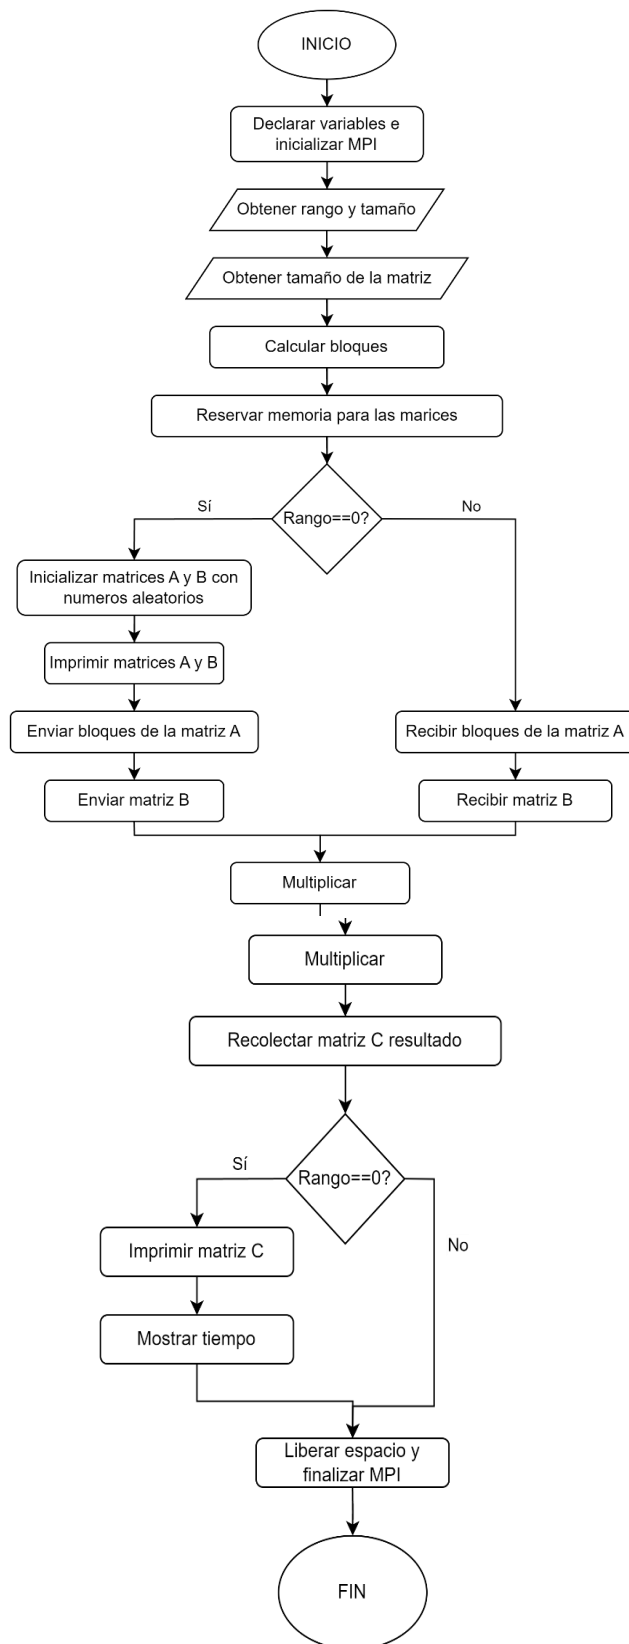 INICIO
Declarar variables e
inicializar MPI
Obtener rango y tamaño
Obtener tamaño de la matriz
Calcular bloques
Reservar memoria para las marices
Rango==0?
Sí
No
Inicializar matrices A y B con
numeros aleatorios
Imprimir matrices A y B
Enviar bloques de la matriz A
Recibir bloques de la matriz A
Enviar matriz B
Recibir matriz B
Multiplicar
Multiplicar
Recolectar matriz C resultado
Rango==0?
Sí
No
Imprimir matriz C
Mostrar tiempo
Liberar espacio y
finalizar MPI
FIN